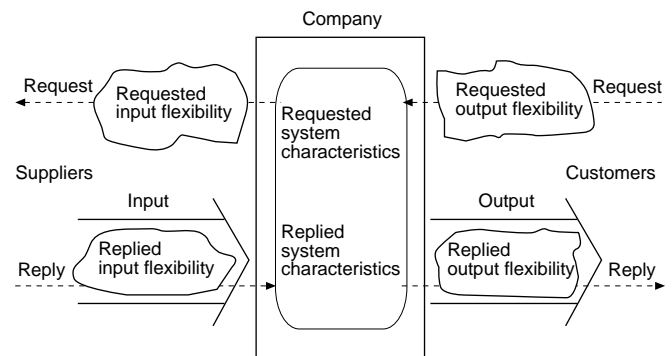 Company
Request
Requested
input flexibility
Requested
system
characteristics
Requested
output flexibility
Request
Suppliers
Customers
Input
Output
Reply
Replied
input flexibility
Replied
system
characteristics
Replied
output flexibility
Reply